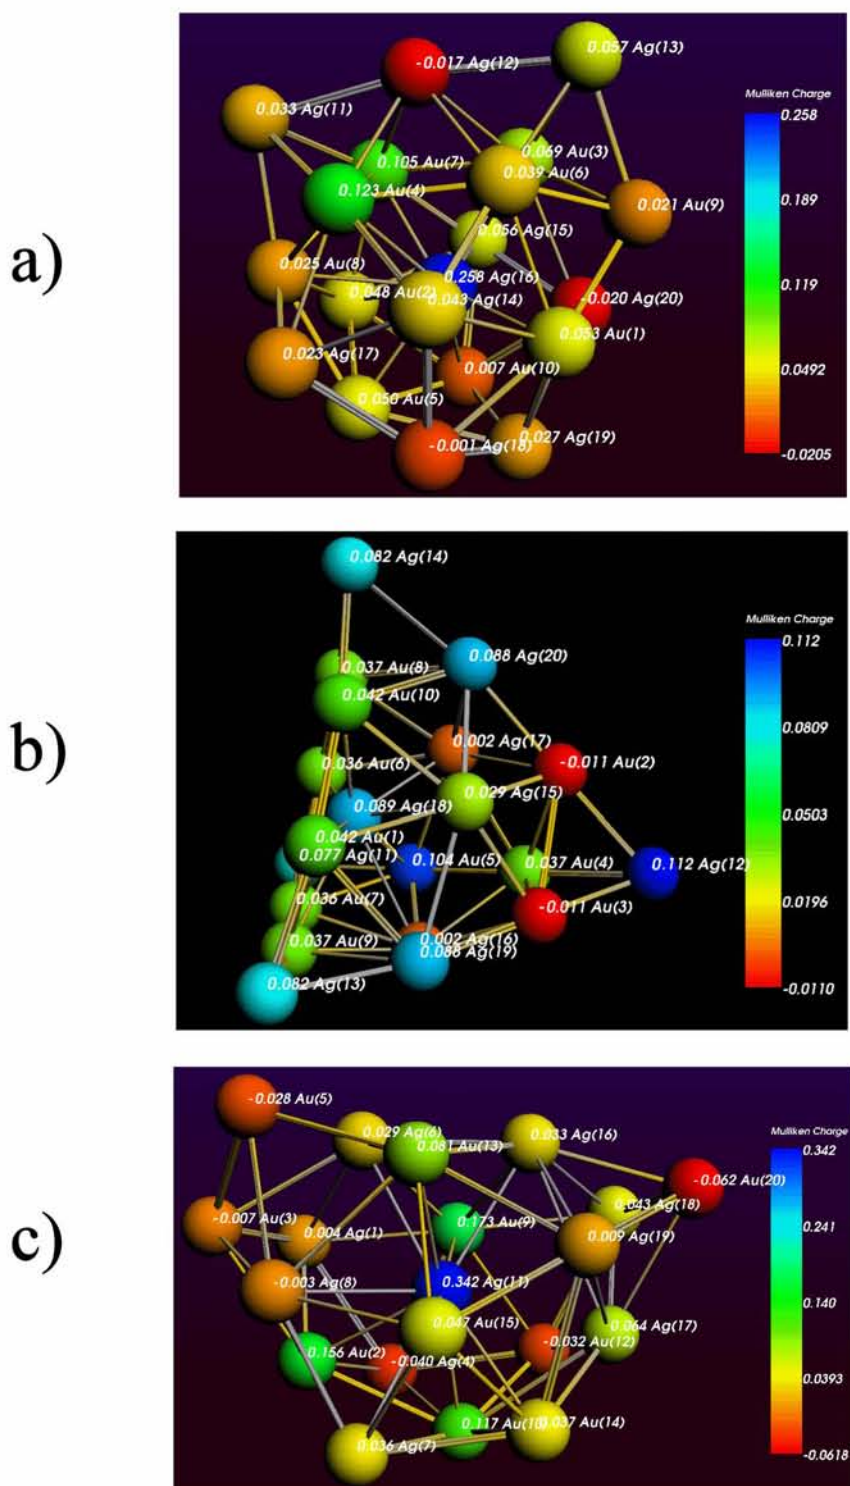 a)
-0.017 Ag(12)
0.057 Ag(13)
Mulliken Charge
0.258
0.033 Ag(11)
0.105 Au(7)
0.069 Au(3)
0.039 Au(6)
0.123 Au(4)
0.189
0.021 Au(9)
0.056 Ag(15)
0.025 Au(8)
0.258 Ag(16)
0.119
0.048 Au(2)
0.043 Ag(14)
-0.020 Ag(20)
0.053 Au(1)
0.023 Ag(17)
0.007 Au(10)
0.0492
0.050 Au(5)
-0.001 Ag(18)
0.027 Ag(19)
-0.0205
b)
0.082 Ag(14)
Mulliken Charge
0.112
0.037 Au(8)
0.088 Ag(20)
0.042 Au(10)
0.0809
0.002 Ag(17)
0.036 Au(6)
-0.011 Au(2)
0.029 Ag(15)
0.089 Ag(18)
0.0503
0.042 Au(1)
0.077 Ag(11)
0.104 Au(5)
0.037 Au(4)
0.112 Ag(12)
0.036 Au(7)
-0.011 Au(3)
0.0196
0.037 Au(9)
0.002 Ag(16)
0.088 Ag(19)
0.082 Ag(13)
-0.0110
c)
-0.028 Au(5)
0.029 Ag(6)
0.081 Au(13)
0.033 Ag(16)
Mulliken Charge
0.342
-0.062 Au(20)
0.043 Ag(18)
-0.007 Au(3)
0.004 Ag(1)
0.173 Au(9)
0.009 Ag(19)
0.241
-0.003 Ag(8)
0.342 Ag(11)
0.140
0.047 Au(15)
0.064 Ag(17)
0.156 Au(2)
-0.040 Ag(4)
-0.032 Au(12)
0.0393
0.036 Ag(7)
0.117 Au(10)
0.037 Au(14)
-0.0618